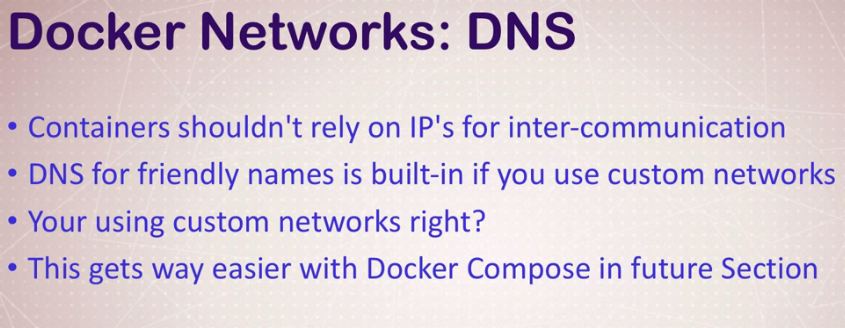 Docker Networks: DNS
• Containers shouldn't rely on IP's for inter-communication
• DNS for friendly names is built-in if you use custom networks
• Your using custom networks right?
• This gets way easier with Docker Compose in future Section